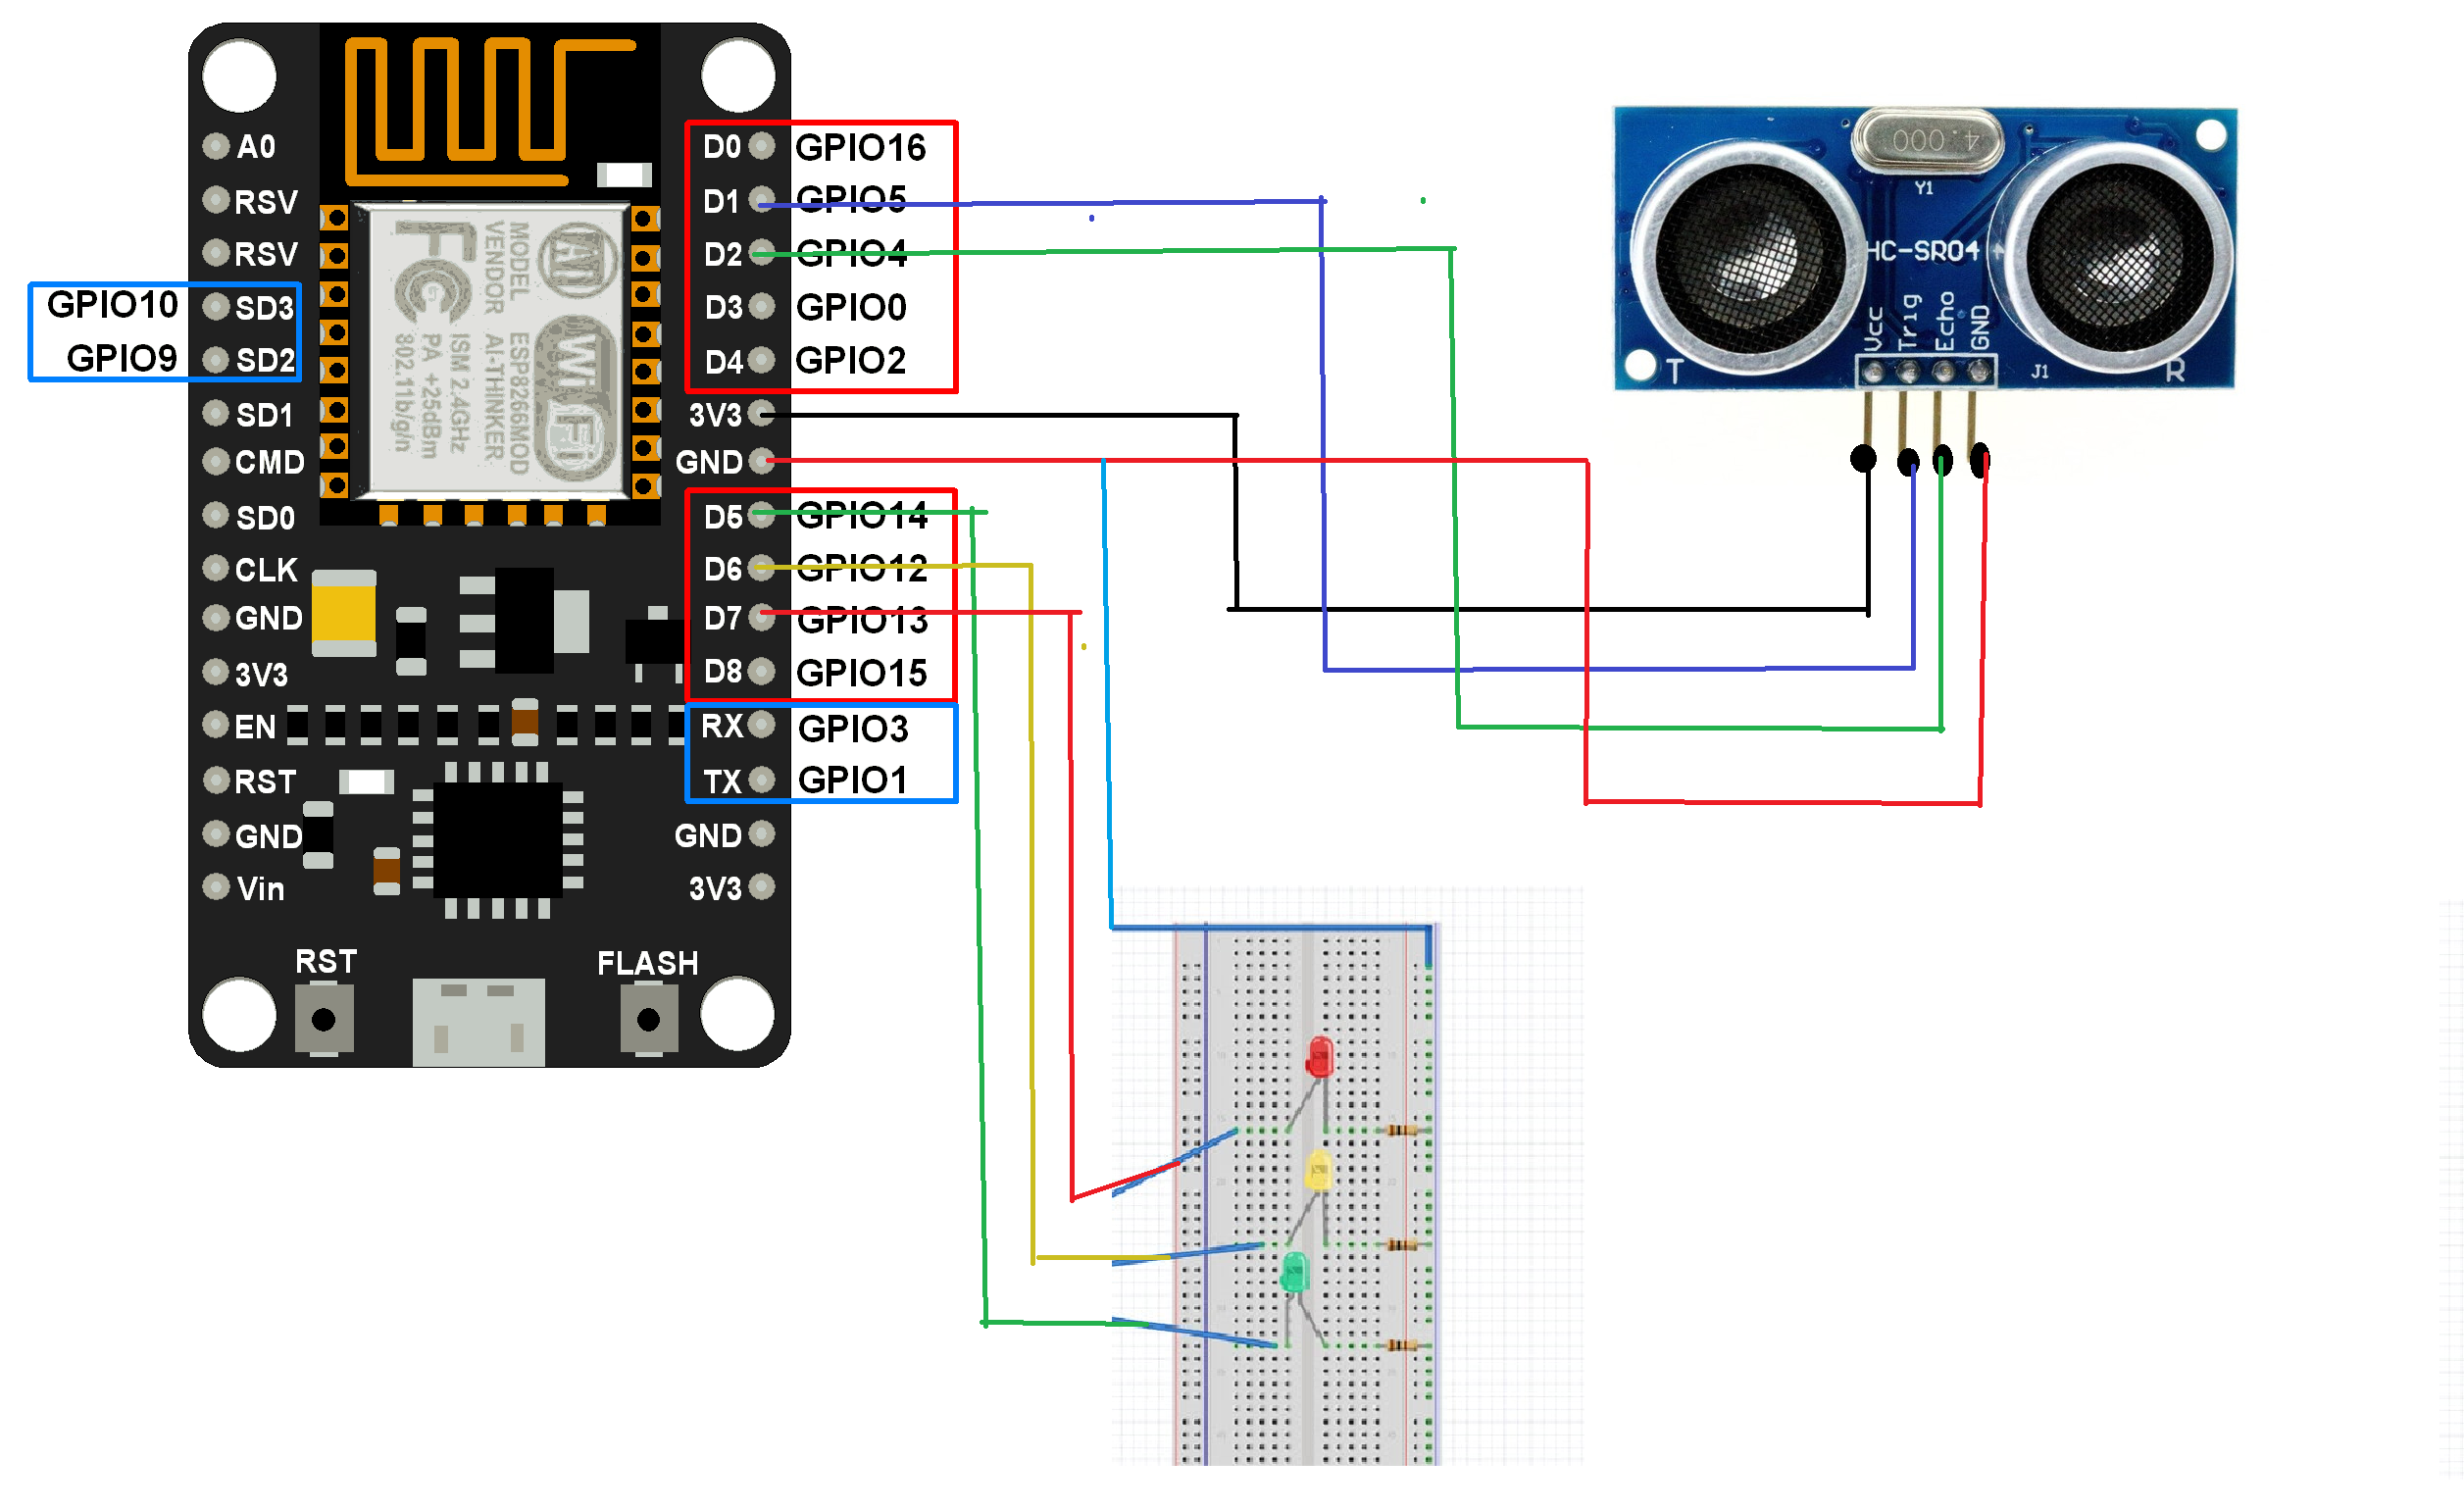 A0
RSV
RSV
GPIO10 SD3
GPIO9 SD2
SD1
CMD
SD0
CLK
GND
3V3
EN
RST
GND
Vin
MODEL ESP8266MOD
VENDOR AI-THINKER
ISM 2.4GHz
PA +25dBm
802.11b/g/n
FC
AI
Wi Fi
D0 GPIO16
D1 GPIO5
D2 GPIO4
D3 GPIO0
D4 GPIO2
3V3
GND
D5 GPIO14
D6 GPIO12
D7 GPIO13
D8 GPIO15
RX GPIO3
TX GPIO1
GND
3V3
RST
FLASH
4.000
Y1
HC-SR04
Vcc
Trig
Echo
GND
T
J1
R